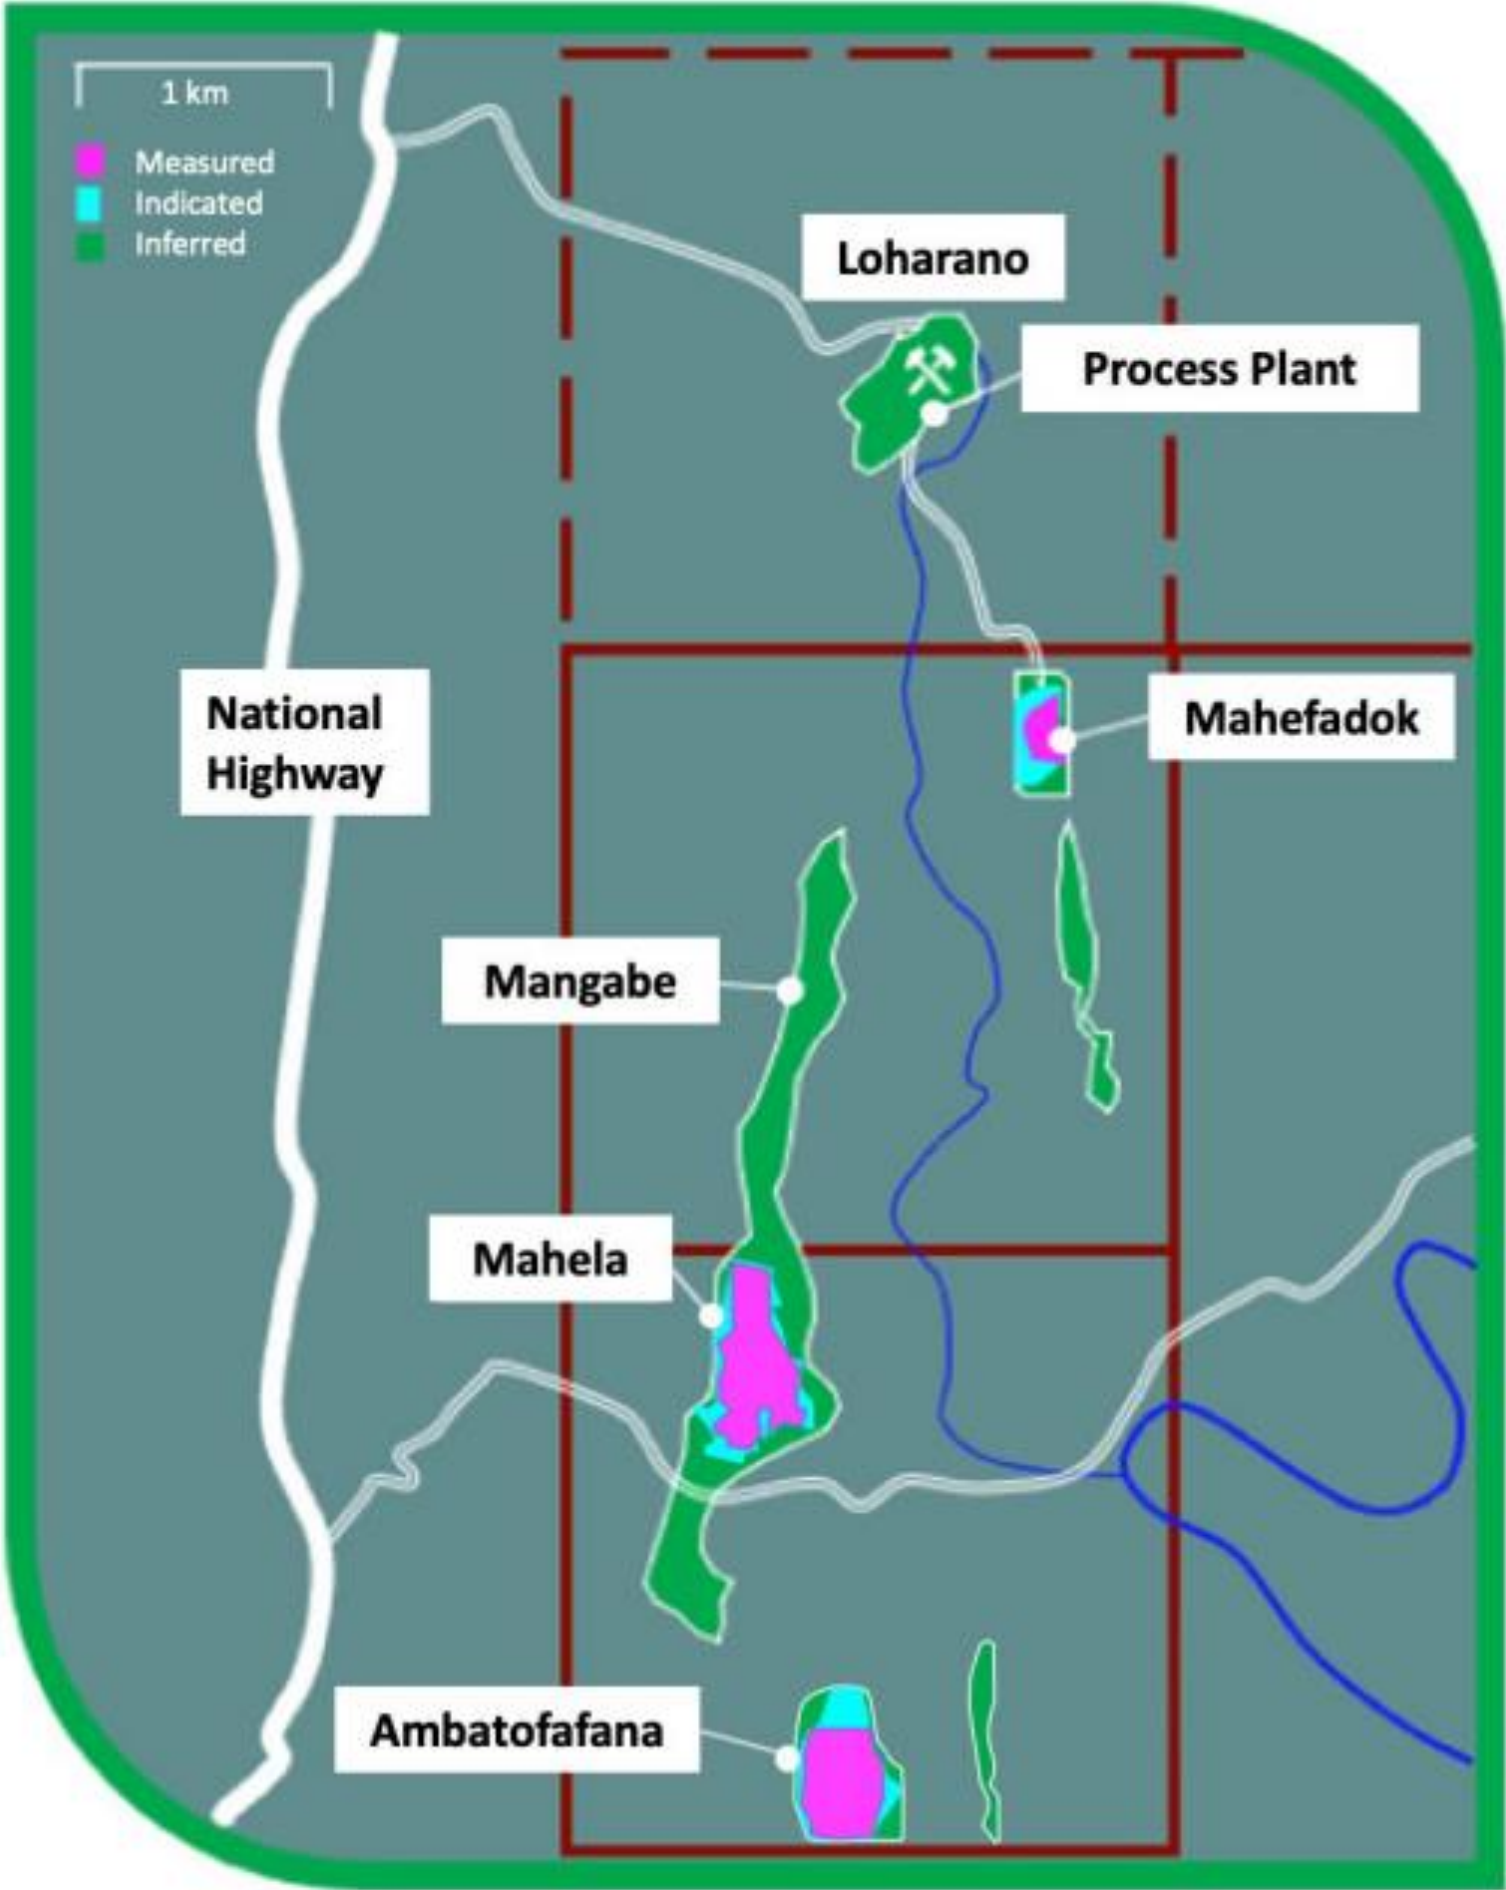 1 km
Measured
Indicated
Inferred
Loharano
Process Plant
National
Highway
Mahefadok
Mangabe
Mahela
Ambatofafana